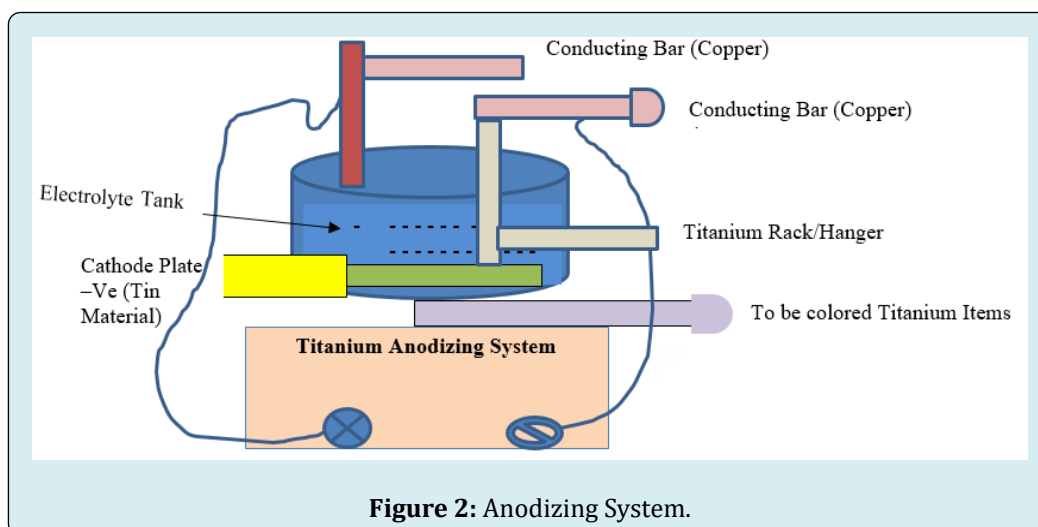 Conducting Bar (Copper)
Conducting Bar (Copper)
Electrolyte Tank
Titanium Rack/Hanger
Cathode Plate
–Ve (Tin
Material)
To be colored Titanium Items
Titanium Anodizing System
Figure 2: Anodizing System.